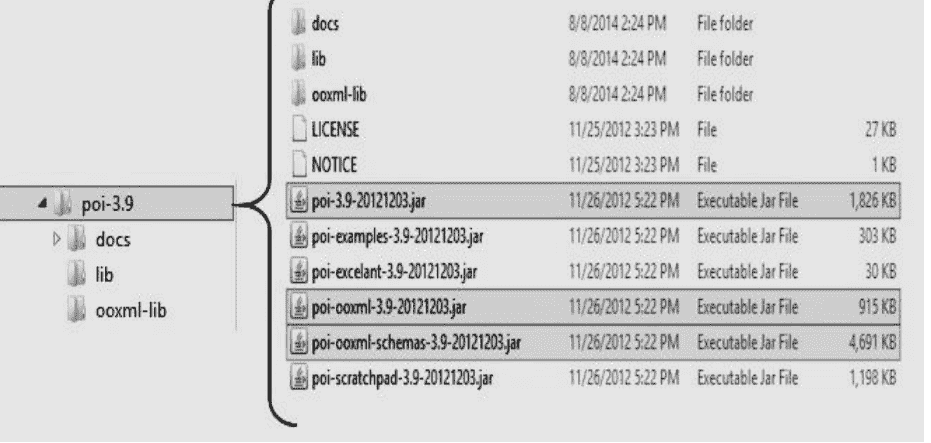 docs 8/8/2014 2:24 PM File folder
lib 8/8/2014 2:24 PM File folder
ooxml-lib 8/8/2014 2:24 PM File folder
LICENSE 11/25/2012 3:23 PM File 27 KB
NOTICE 11/25/2012 3:23 PM File 1 KB
poi-3.9-20121203.jar 11/26/2012 5:22 PM Executable Jar File 1,826 KB
poi-examples-3.9-20121203.jar 11/26/2012 5:22 PM Executable Jar File 303 KB
poi-excelant-3.9-20121203.jar 11/26/2012 5:22 PM Executable Jar File 30 KB
poi-ooxml-3.9-20121203.jar 11/26/2012 5:22 PM Executable Jar File 915 KB
poi-ooxml-schemas-3.9-20121203.jar 11/26/2012 5:22 PM Executable Jar File 4,691 KB
poi-scratchpad-3.9-20121203.jar 11/26/2012 5:22 PM Executable Jar File 1,198 KB
poi-3.9
docs
lib
ooxml-lib